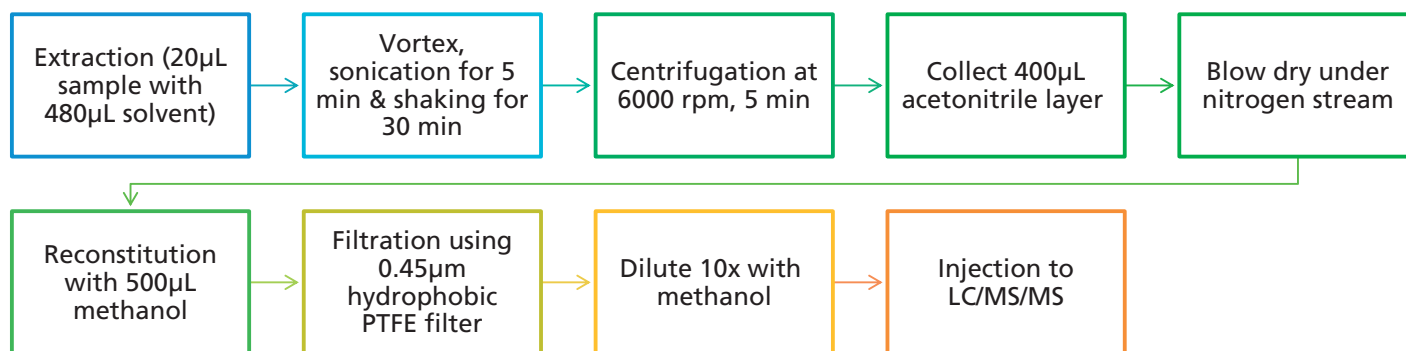 Extraction (20µL
sample with
480µL solvent)
Vortex,
sonication for 5
min & shaking for
30 min
Centrifugation at
6000 rpm, 5 min
Collect 400µL
acetonitrile layer
Blow dry under
nitrogen stream
Reconstitution
with 500µL
methanol
Filtration using
0.45µm
hydrophobic
PTFE filter
Dilute 10x with
methanol
Injection to
LC/MS/MS